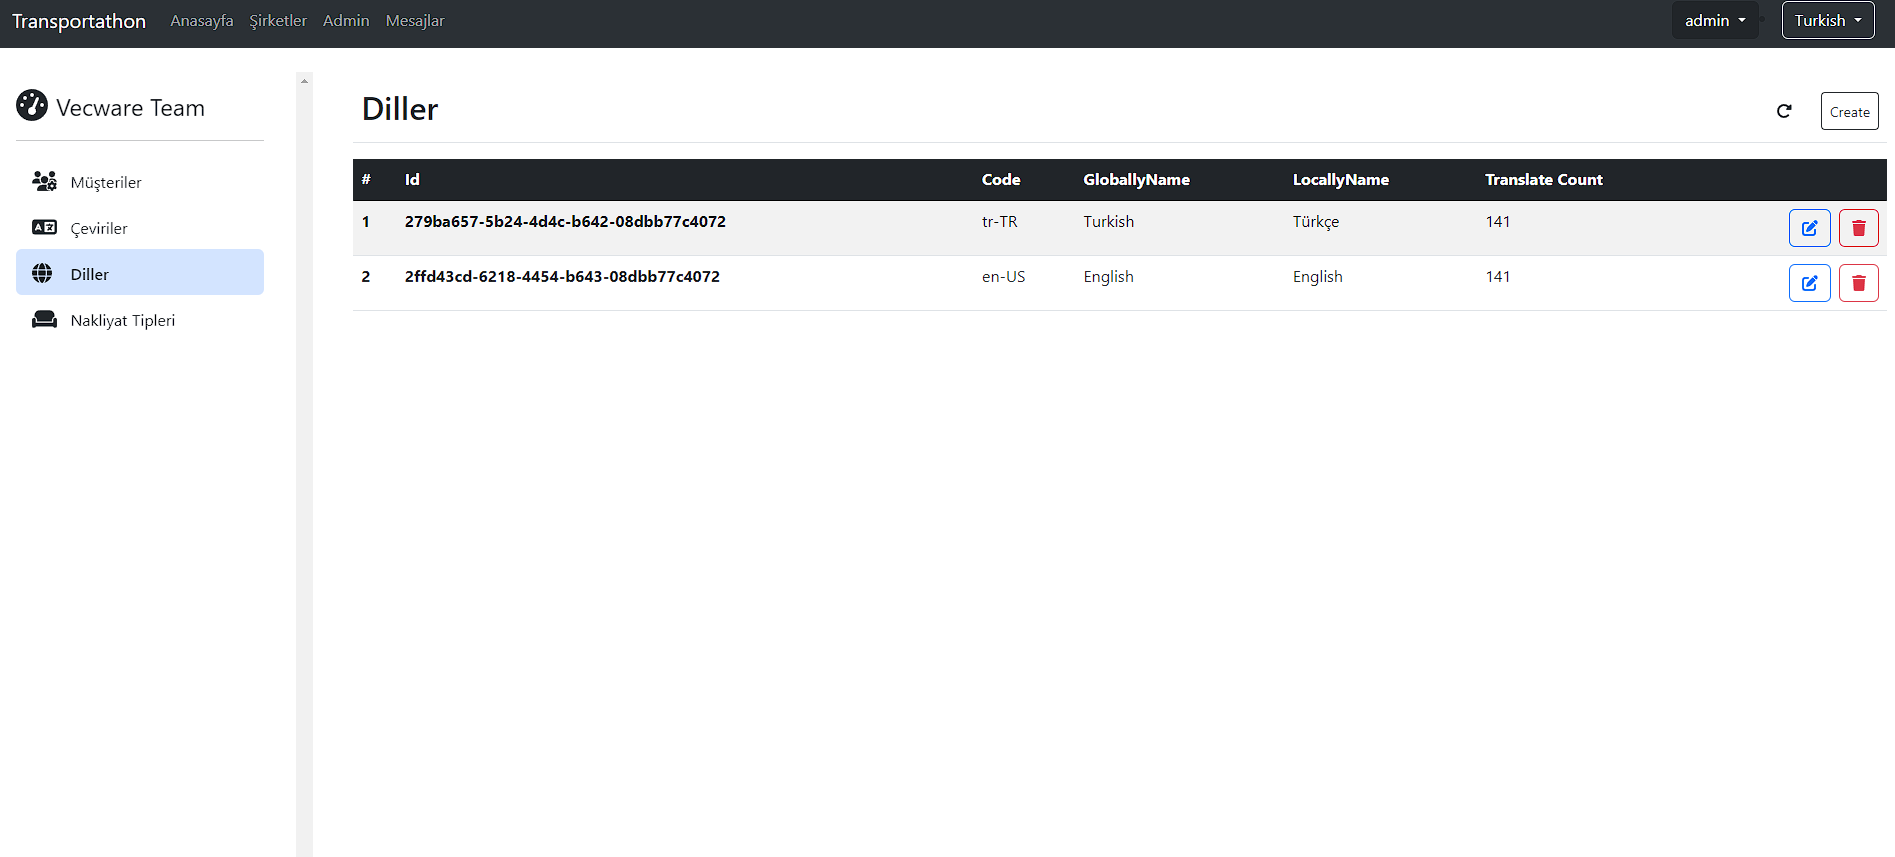 Transportathon Anasayfa Şirketler Admin Mesajlar admin Turkish
Vecware Team
Müşteriler
Çeviriler
Diller
Nakliyat Tipleri
Diller Create
# Id Code GloballyName LocallyName Translate Count
1 279ba657-5b24-4d4c-b642-08dbb77c4072 tr-TR Turkish Türkçe 141
2 2ffd43cd-6218-4454-b643-08dbb77c4072 en-US English English 141